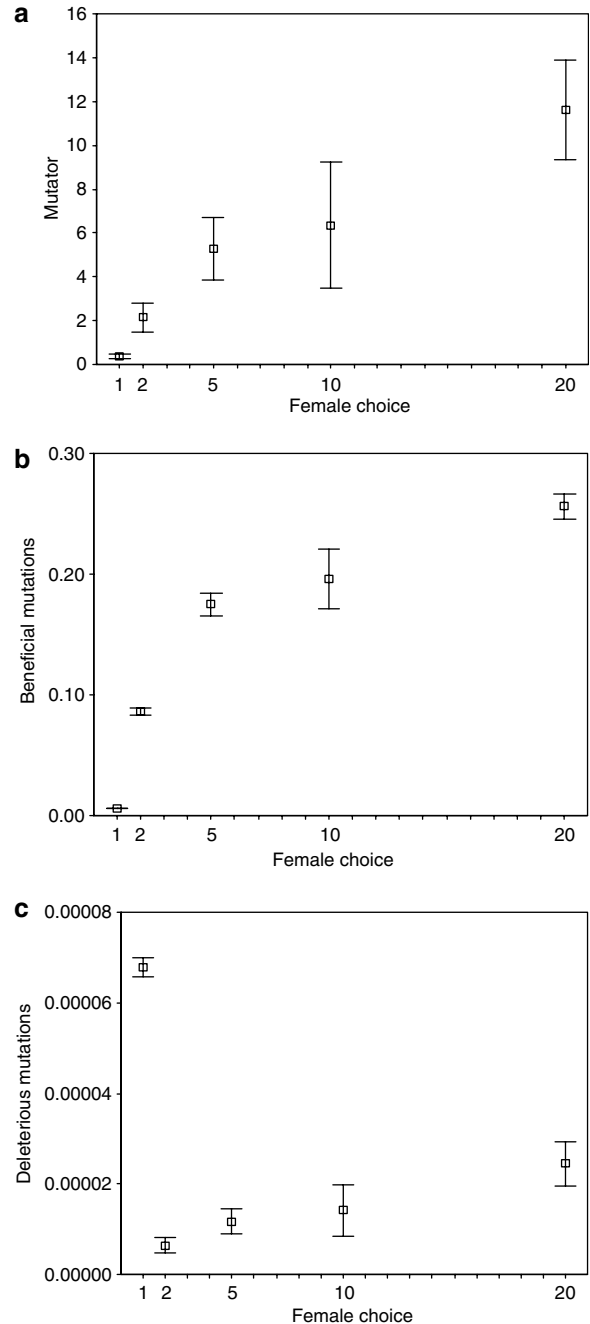 a
16
14
12
10
8
6
4
2
0
Mutator
1 2 5 10 20
Female choice
b
0.30
0.20
0.10
0.00
Beneficial mutations
1 2 5 10 20
Female choice
c
0.00008
0.00006
0.00004
0.00002
0.00000
Deleterious mutations
1 2 5 10 20
Female choice